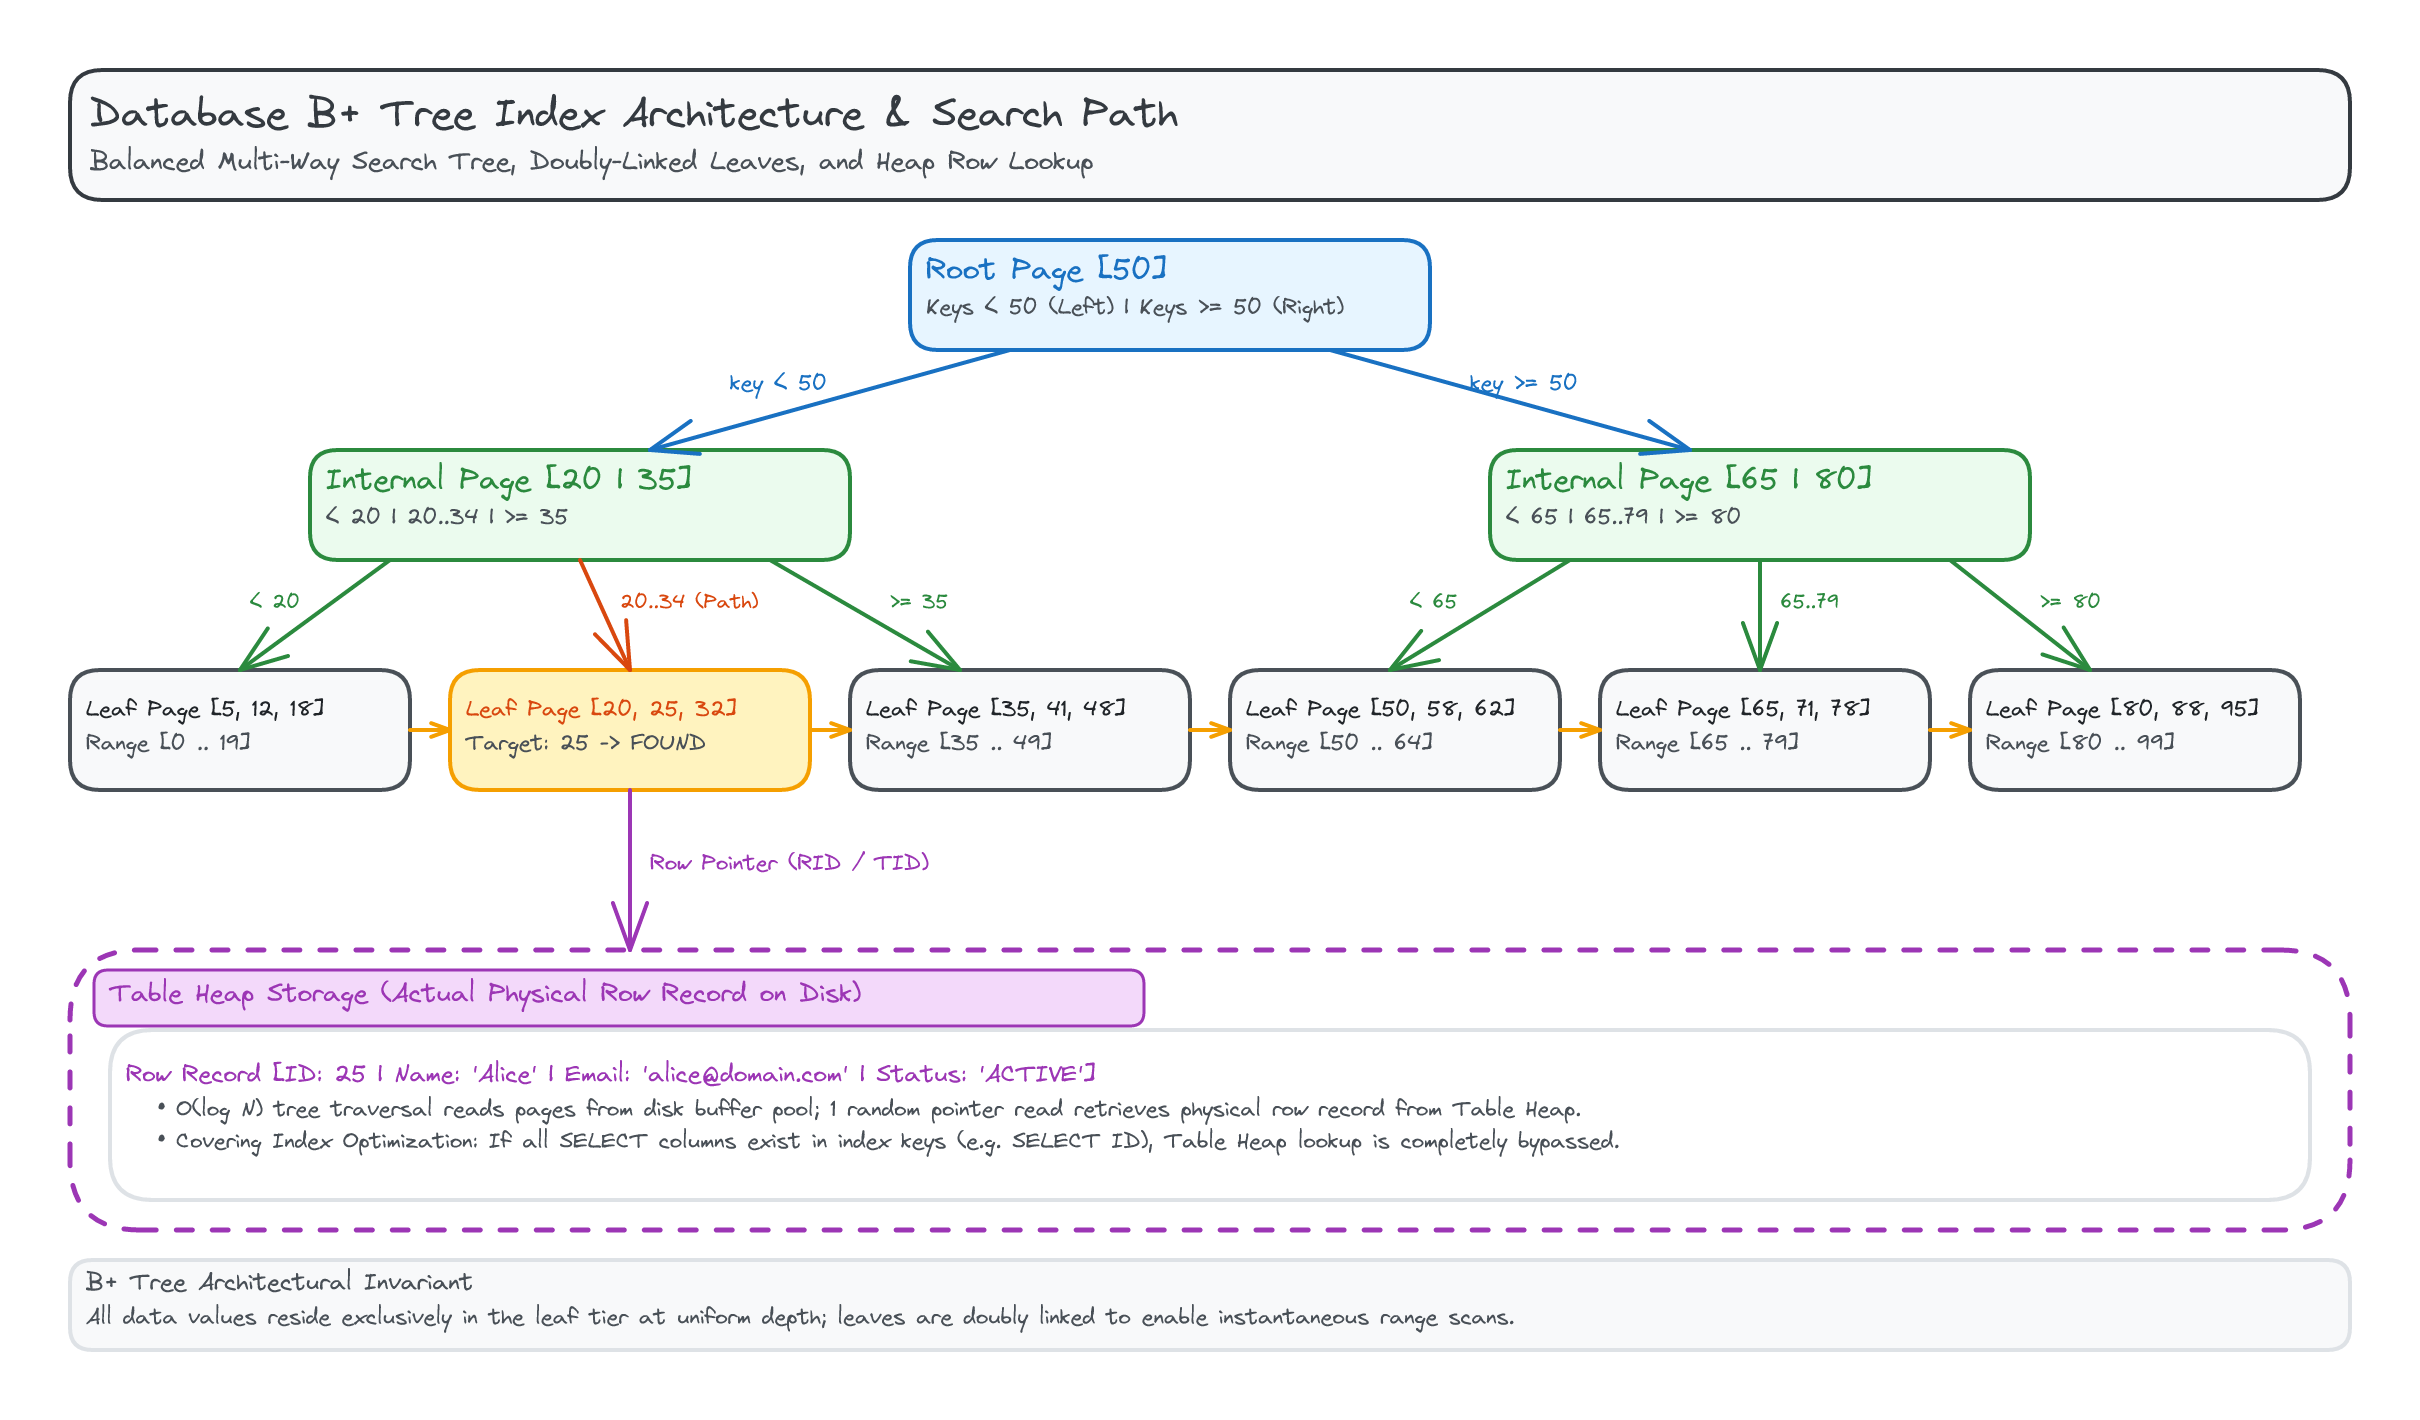 Database B+ Tree Index Architecture & Search Path
Balanced Multi-Way Search Tree, Doubly-Linked Leaves, and Heap Row Lookup
Root Page [50]
Keys < 50 (Left) | Keys >= 50 (Right)
key < 50
key >= 50
Internal Page [20 | 35]
< 20 | 20..34 | >= 35
Internal Page [65 | 80]
< 65 | 65..79 | >= 80
< 20
20..34 (Path)
>= 35
< 65
65..79
>= 80
Leaf Page [5, 12, 18]
Range [0 .. 19]
Leaf Page [20, 25, 32]
Target: 25 -> FOUND
Leaf Page [35, 41, 48]
Range [35 .. 49]
Leaf Page [50, 58, 62]
Range [50 .. 64]
Leaf Page [65, 71, 78]
Range [65 .. 79]
Leaf Page [80, 88, 95]
Range [80 .. 99]
Row Pointer (RID / TID)
Table Heap Storage (Actual Physical Row Record on Disk)
Row Record [ID: 25 | Name: 'Alice' | Email: 'alice@domain.com' | Status: 'ACTIVE']
• O(log N) tree traversal reads pages from disk buffer pool; 1 random pointer read retrieves physical row record from Table Heap.
• Covering Index Optimization: If all SELECT columns exist in index keys (e.g. SELECT ID), Table Heap lookup is completely bypassed.
B+ Tree Architectural Invariant
All data values reside exclusively in the leaf tier at uniform depth; leaves are doubly linked to enable instantaneous range scans.